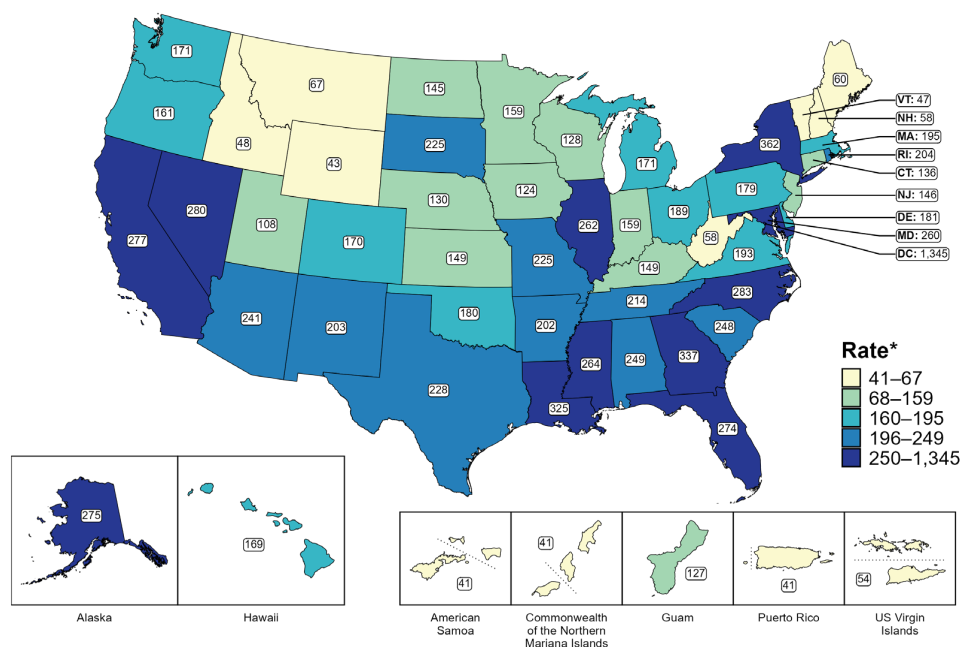 171
67
145
159
60
VT: 47
NH: 58
MA: 195
RI: 204
CT: 136
NJ: 146
DE: 181
MD: 260
DC: 1,345
161
48
43
225
128
171
362
179
124
130
280
108
170
149
225
262
159
189
58
193
149
277
241
203
180
202
214
283
248
228
325
264
249
337
274
Rate*
41–67
68–159
160–195
196–249
250–1,345
275
169
41
41
127
41
54
Alaska
Hawaii
American
Samoa
Commonwealth
of the Northern
Mariana Islands
Guam
Puerto Rico
US Virgin
Islands